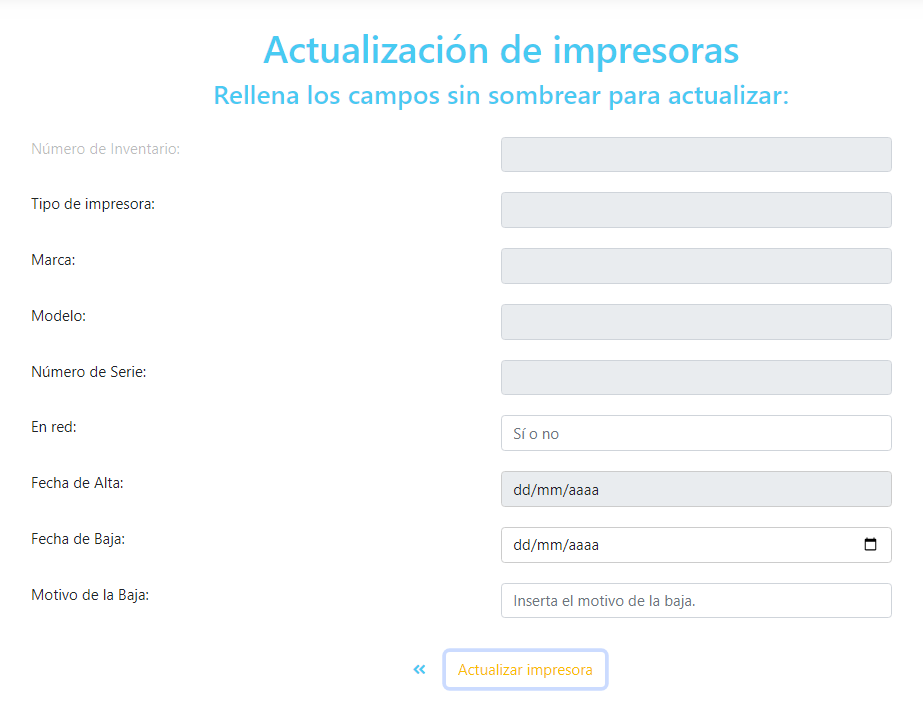 Actualización de impresoras
Rellena los campos sin sombrear para actualizar:
Número de Inventario:
Tipo de impresora:
Marca:
Modelo:
Número de Serie:
En red:
Sí o no
Fecha de Alta:
dd/mm/aaaa
Fecha de Baja:
dd/mm/aaaa
Motivo de la Baja:
Inserta el motivo de la baja.
« Actualizar impresora